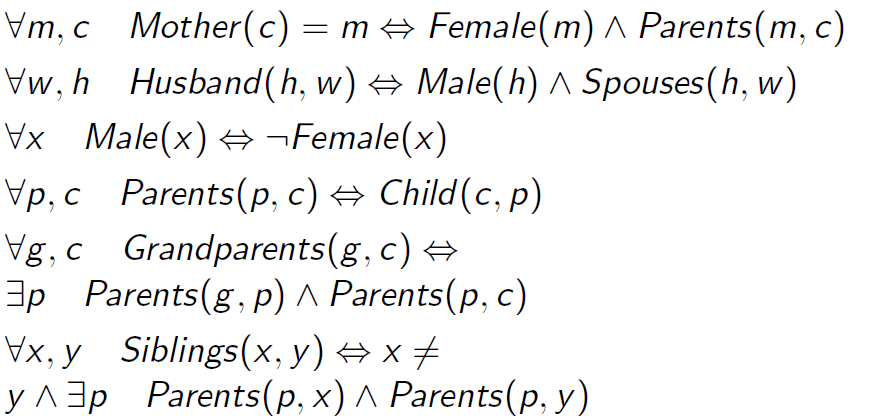 ∀m, c Mother(c) = m ⇔ Female(m) ∧ Parents(m, c)
∀w, h Husband(h, w) ⇔ Male(h) ∧ Spouses(h, w)
∀x Male(x) ⇔ ¬Female(x)
∀p, c Parents(p, c) ⇔ Child(c, p)
∀g, c Grandparents(g, c) ⇔
∃p Parents(g, p) ∧ Parents(p, c)
∀x, y Siblings(x, y) ⇔ x ≠
y ∧ ∃p Parents(p, x) ∧ Parents(p, y)